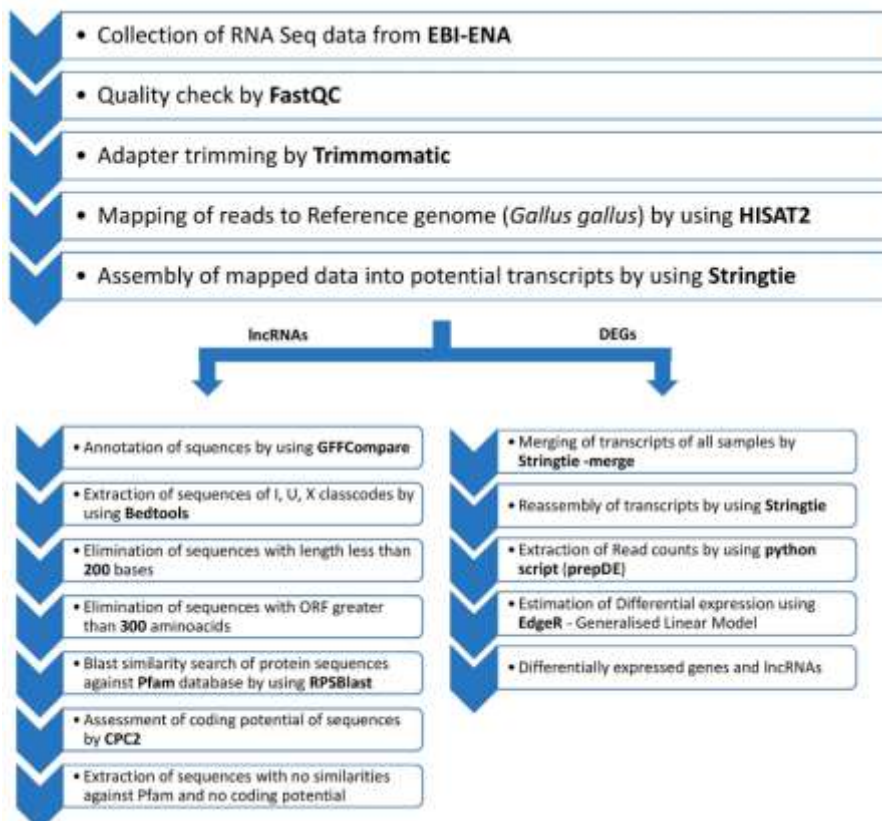 • Collection of RNA Seq data from EBI-ENA
• Quality check by FastQC
• Adapter trimming by Trimmomatic
• Mapping of reads to Reference genome (Gallus gallus) by using HISAT2
• Assembly of mapped data into potential transcripts by using Stringtie
lncRNAs
DEGs
• Annotation of squences by using GFFCompare
• Extraction of sequences of I, U, X classcodes by
using Bedtools
• Elimination of sequences with length less than
200 bases
• Elimination of sequences with ORF greater
than 300 aminoacids
• Blast similarity search of protein sequences
against Pfam database by using RPSBlast
• Assessment of coding potential of sequences
by CPC2
• Extraction of sequences with no similarities
against Pfam and no coding potential
• Merging of transcripts of all samples by
Stringtie -merge
• Reassembly of transcripts by using Stringtie
• Extraction of Read counts by using python
script (prepDE)
• Estimation of Differential expression using
EdgeR - Generalised Linear Model
• Differentially expressed genes and lncRNAs